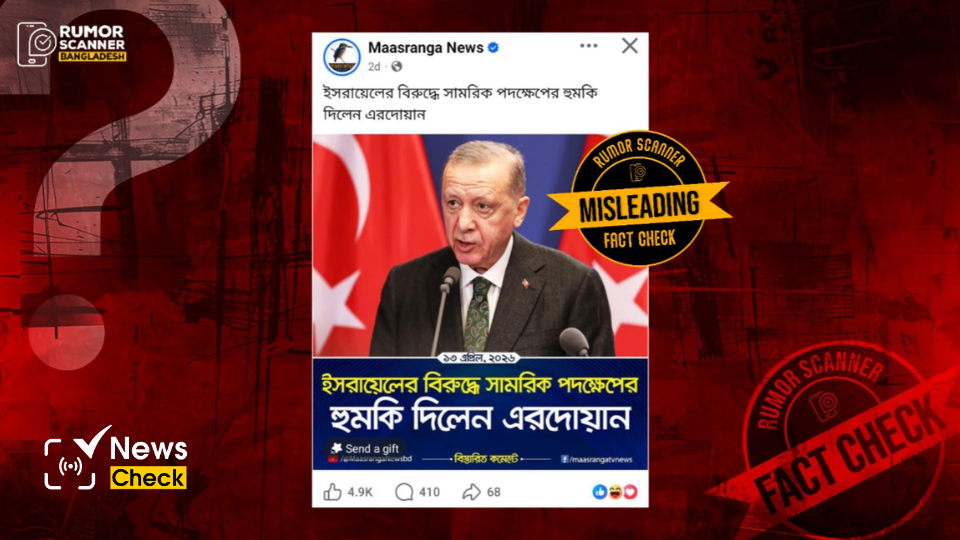 RUMOR
SCANNER
BANGLADESH
Maasranga News
2d
ইসরায়েলের বিরুদ্ধে সামরিক পদক্ষেপের হুমকি
দিলেন এরদোয়ান
RUMOR SCANNER
MISLEADING
FACT CHECK
১৩ এপ্রিল, ২০২৬
ইসরায়েলের বিরুদ্ধে সামরিক পদক্ষেপের
হুমকি দিলেন এরদোয়ান
Send a gift
/@Maasranganewsbd
বিস্তারিত কমেন্টে
/maasrangatvnews
4.9K 410 68
News
Check
RUMOR SCANNER
FACT CHECK